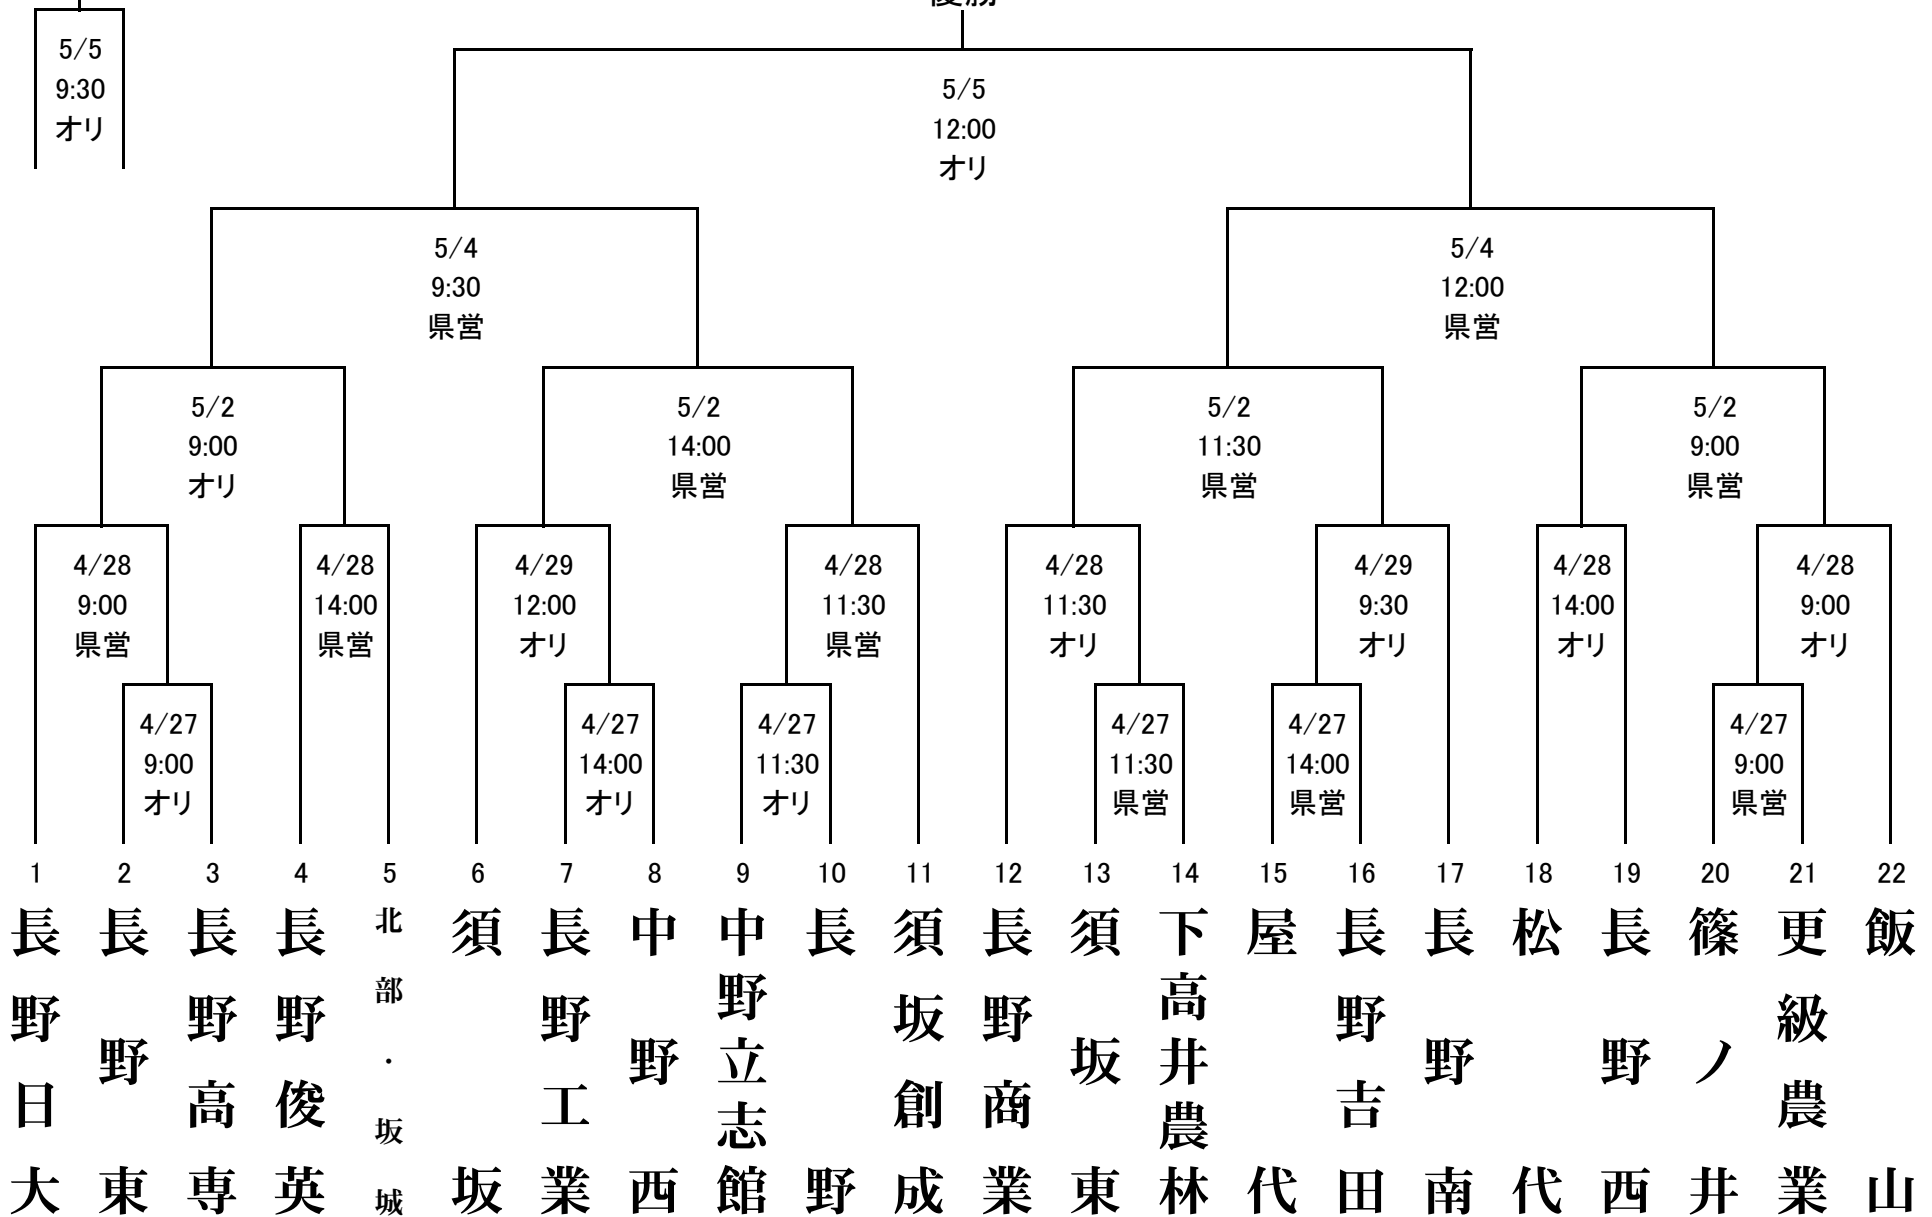 優勝
5/5
9:30
オリ
5/5
12:00
オリ
5/4
9:30
県営
5/4
12:00
県営
5/2
9:00
オリ
5/2
14:00
県営
5/2
11:30
県営
5/2
9:00
県営
4/28
9:00
県営
4/28
14:00
県営
4/29
12:00
オリ
4/28
11:30
県営
4/28
11:30
オリ
4/29
9:30
オリ
4/28
14:00
オリ
4/28
9:00
オリ
4/27
9:00
オリ
4/27
14:00
オリ
4/27
11:30
オリ
4/27
11:30
県営
4/27
14:00
県営
4/27
9:00
県営
1
長野日大
2
長野東
3
長野高専
4
長野俊英
5
北部・坂城
6
須坂
7
長野工業
8
中野西
9
中野立志館
10
長野
11
須坂創成
12
長野商業
13
須坂東
14
下高井農林
15
屋代
16
長野吉田
17
長野南
18
松代
19
長野西
20
篠ノ井
21
更級農業
22
飯山